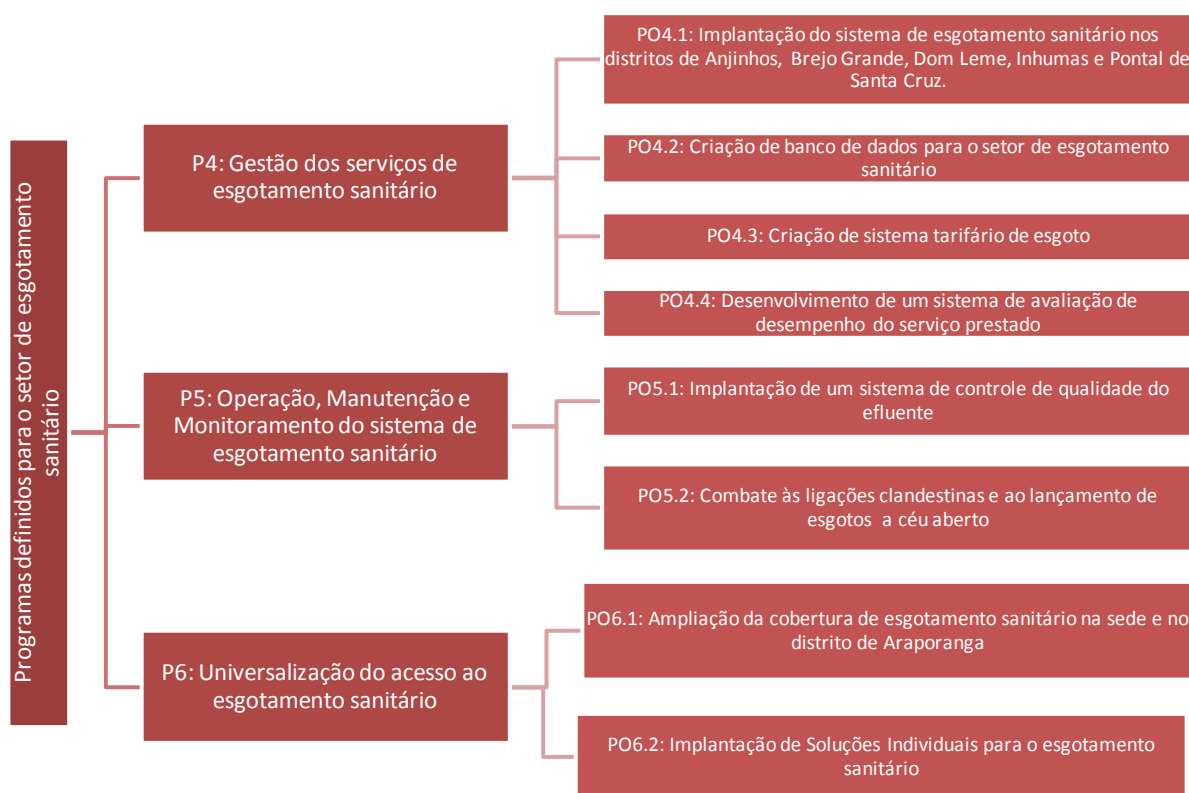 Programas definidos para o setor de esgotamento
sanitário
P4: Gestão dos serviços de
esgotamento sanitário
PO4.1: Implantação do sistema de esgotamento sanitário nos
distritos de Anjinhos, Brejo Grande, Dom Leme, Inhumas e Pontal de
Santa Cruz.
PO4.2: Criação de banco de dados para o setor de esgotamento
sanitário
PO4.3: Criação de sistema tarifário de esgoto
PO4.4: Desenvolvimento de um sistema de avaliação de
desempenho do serviço prestado
P5: Operação, Manutenção e
Monitoramento do sistema de
esgotamento sanitário
PO5.1: Implantação de um sistema de controle de qualidade do
efluente
PO5.2: Combate às ligações clandestinas e ao lançamento de
esgotos a céu aberto
P6: Universalização do acesso ao
esgotamento sanitário
PO6.1: Ampliação da cobertura de esgotamento sanitário na sede e no
distrito de Araporanga
PO6.2: Implantação de Soluções Individuais para o esgotamento
sanitário